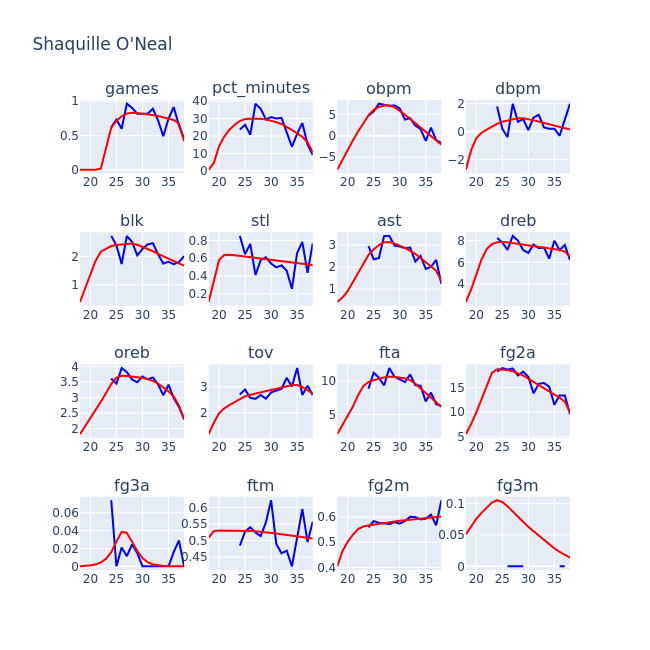 Shaquille O'Neal
games pct_minutes obpm dbpm
1 0.5 0 20 25 30 35
40 30 20 10 0 20 25 30 35
5 0 −5 20 25 30 35
2 0 −2 20 25 30 35
blk stl ast dreb
2 1 20 25 30 35
0.8 0.6 0.4 0.2 20 25 30 35
3 2 1 20 25 30 35
8 6 4 20 25 30 35
oreb tov fta fg2a
4 3.5 3 2.5 2 20 25 30 35
3 2 20 25 30 35
10 5 20 25 30 35
15 10 5 20 25 30 35
fg3a ftm fg2m fg3m
0.06 0.04 0.02 0 20 25 30 35
0.6 0.55 0.5 0.45 20 25 30 35
0.6 0.5 0.4 20 25 30 35
0.1 0.05 0 20 25 30 35